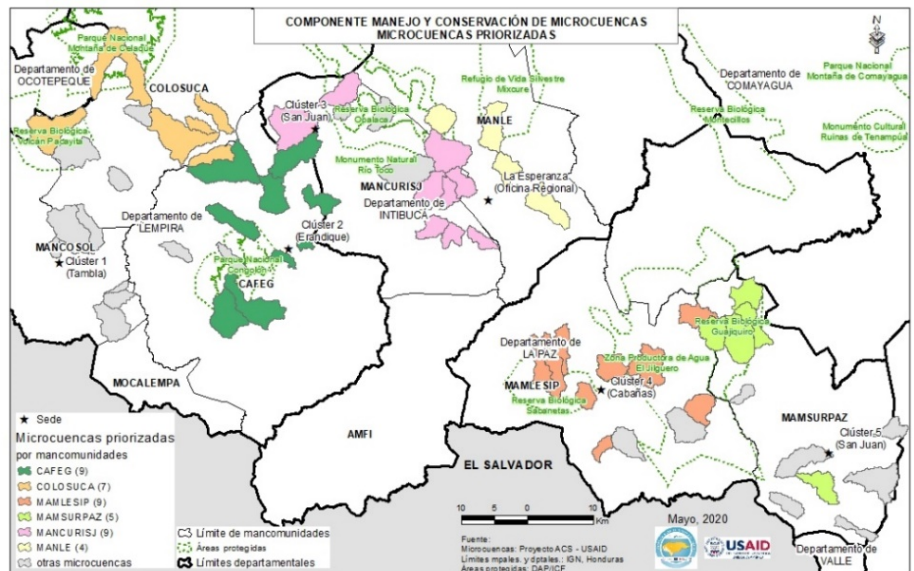 COMPONENTE MANEJO Y CONSERVACIÓN DE MICROCUENCAS
MICROCUENCAS PRIORIZADAS
N
Parque Nacional
Montaña de Celaque
Departamento de
OCOTEPEQUE
COLOSUCA
Reserva Biológica
Volcán Pacayita
Clúster 3
(San Juan)
Reserva Biológica
Opalaca
Refugio de Vida Silvestre
Mixcure
MANLE
Departamento de
COMAYAGUA
Parque Nacional
Montaña de Comayagua
Reserva Biológica
Montecillos
Monumento Cultural
Ruinas de Tenampúa
Monumento Natural
Río Toco
MANCURISJ
Departamento de
INTIBUCÁ
La Esperanza
(Oficina Regional)
Departamento de
LEMPIRA
Clúster 2
(Erandique)
MANCOSOL
Clúster 1
(Tambla)
Parque Nacional
Congolón
CAFEG
MOCALEMPA
AMFI
Departamento de
LA PAZ
MAMLESIP
Reserva Biológica
Sabanetas
Zona Productora de Agua
El Jilguero
Clúster 4
(Cabañas)
Reserva Biológica
Guajiquiro
MAMSURPAZ
Clúster 5
(San Juan)
EL SALVADOR
Departamento de
VALLE
Sede
Microcuencas priorizadas
por mancomunidades
CAFEG (9)
COLOSUCA (7)
MAMLESIP (9)
MAMSURPAZ (5)
MANCURISJ (9)
MANLE (4)
otras microcuencas
Límite de mancomunidades
Áreas protegidas
Límites departamentales
10 5 0 10
Km
Mayo, 2020
Fuente:
Microcuencas: Proyecto ACS - USAID
Límites mpales. y dptales.: IGN, Honduras
Áreas protegidas: DAP/ICF
USAID